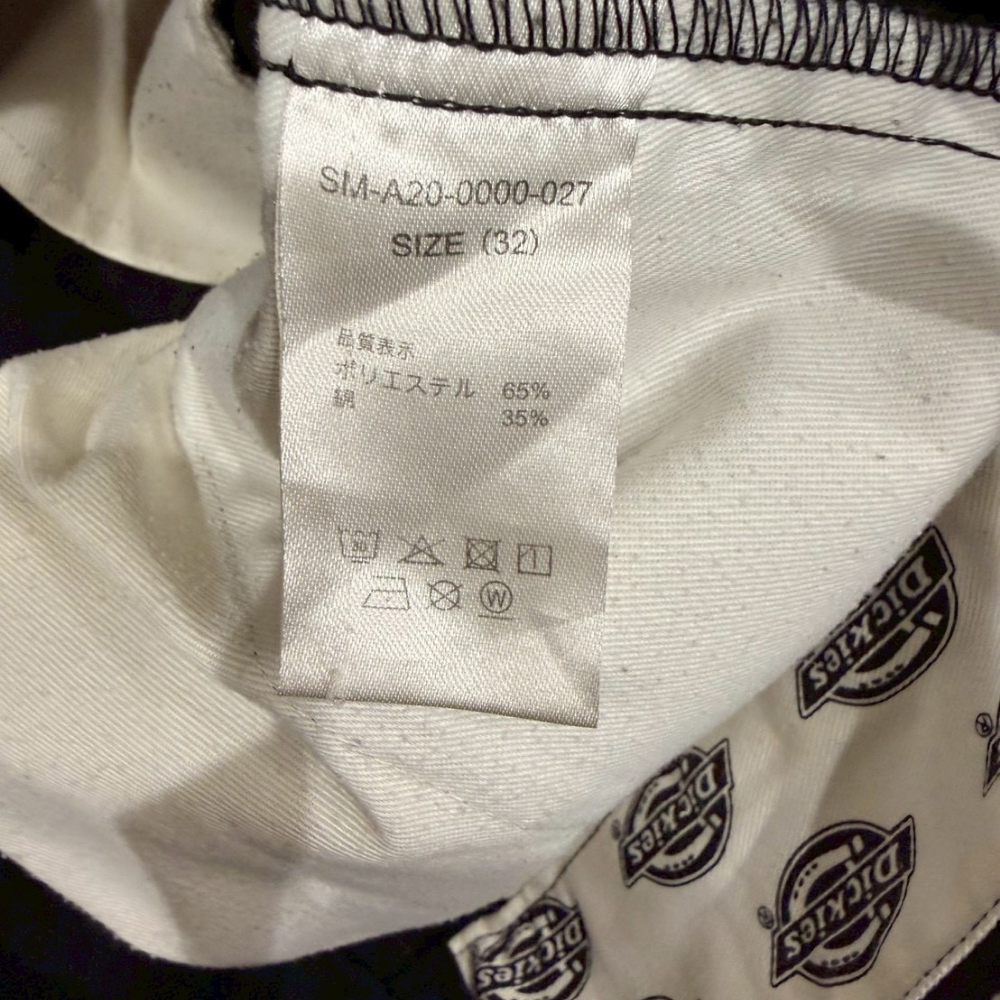 SM-A20-0000-027
SIZE (32)
品質表示
ポリエステル 65%
綿 35%
W
Dickies
Dickies
Dickies
Dickies